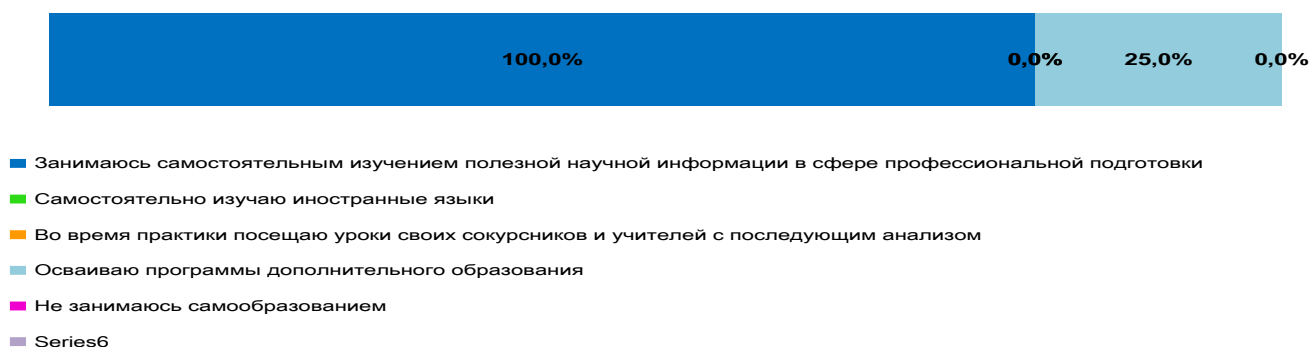 100,0% 0,0% 25,0% 0,0%
Занимаюсь самостоятельным изучением полезной научной информации в сфере профессиональной подготовки
Самостоятельно изучаю иностранные языки
Во время практики посещаю уроки своих сокурсников и учителей с последующим анализом
Осваиваю программы дополнительного образования
Не занимаюсь самообразованием
Series6